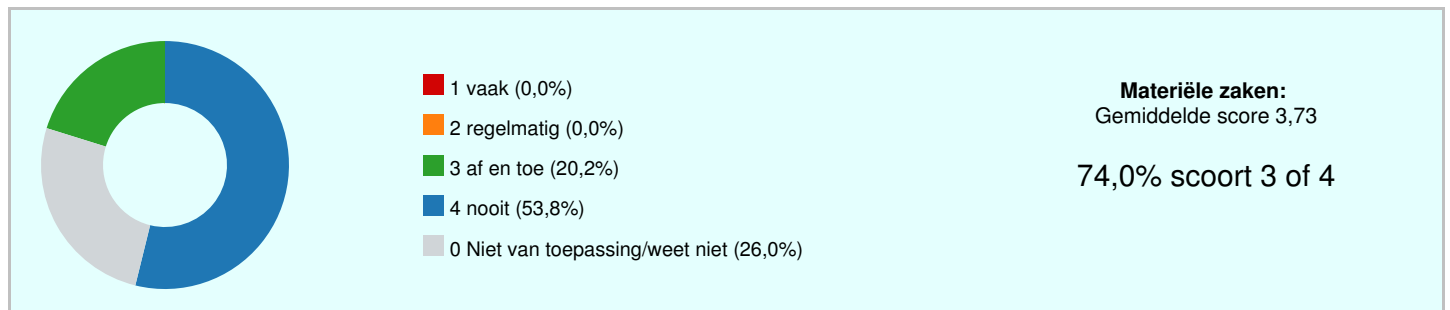 1 vaak (0,0%)
2 regelmatig (0,0%)
3 af en toe (20,2%)
4 nooit (53,8%)
0 Niet van toepassing/weet niet (26,0%)
Materiële zaken:
Gemiddelde score 3,73
74,0% scoort 3 of 4